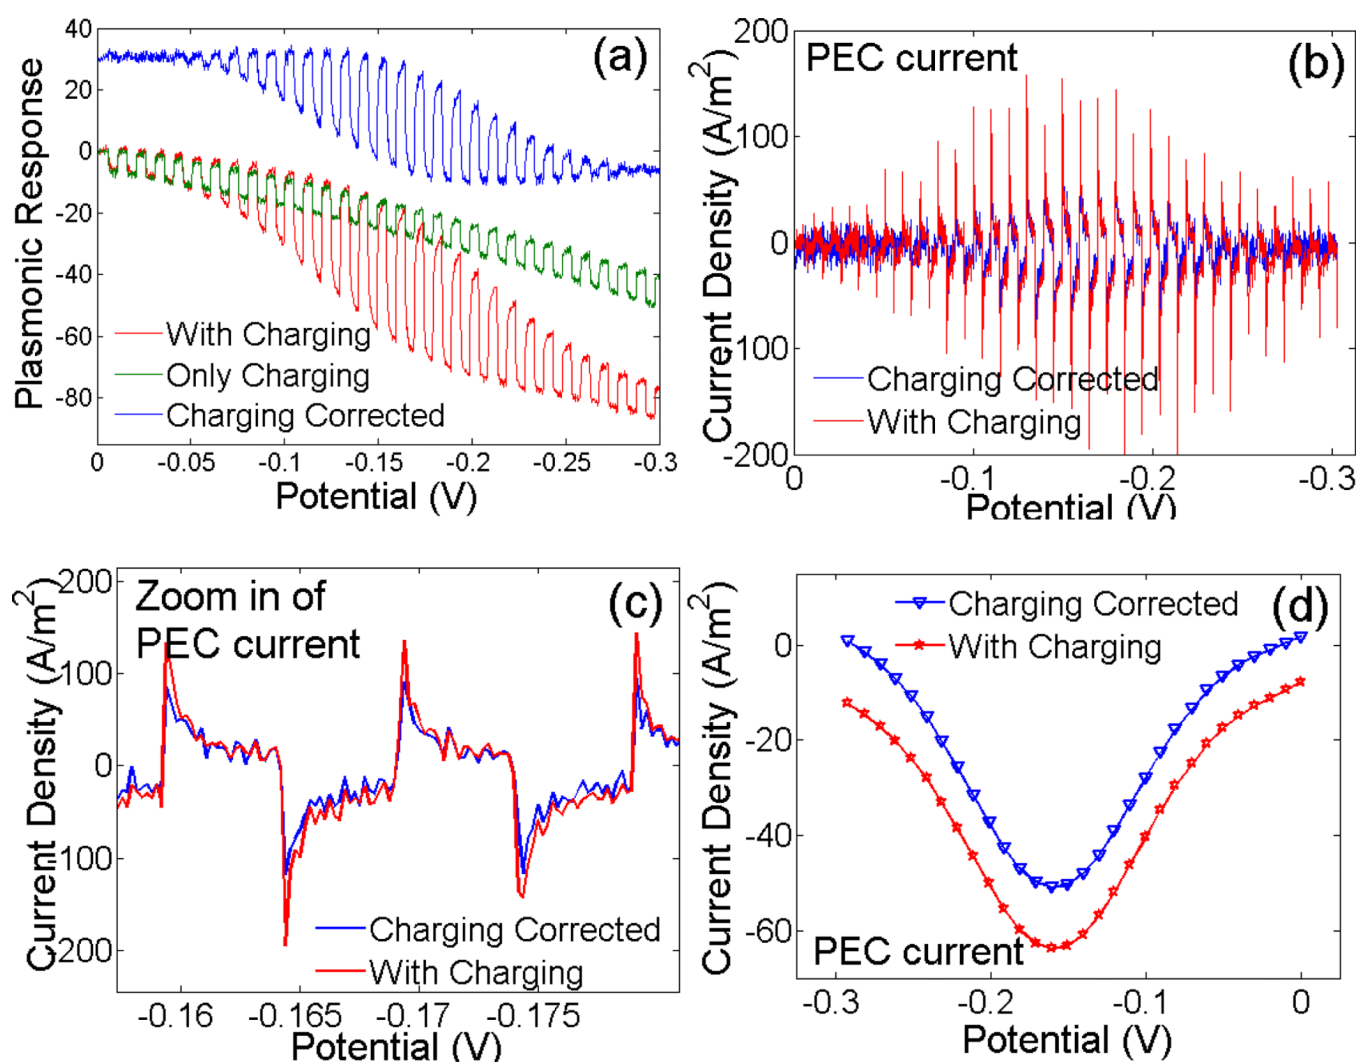 (a)
Plasmonic Response
40
20
0
-20
-40
-60
-80
With Charging
Only Charging
Charging Corrected
0 -0.05 -0.1 -0.15 -0.2 -0.25 -0.3
Potential (V)
PEC current
(b)
Current Density (A/m²)
200
100
0
100
-200
Charging Corrected
With Charging
0 -0.1 -0.2 -0.3
Potential (V)
Zoom in of
PEC current
(c)
Current Density (A/m²)
200
100
0
100
200
Charging Corrected
With Charging
-0.16 -0.165 -0.17 -0.175
Potential (V)
Charging Corrected
With Charging
(d)
Current Density (A/m²)
0
-20
-40
-60
PEC current
-0.3 -0.2 -0.1 0
Potential (V)